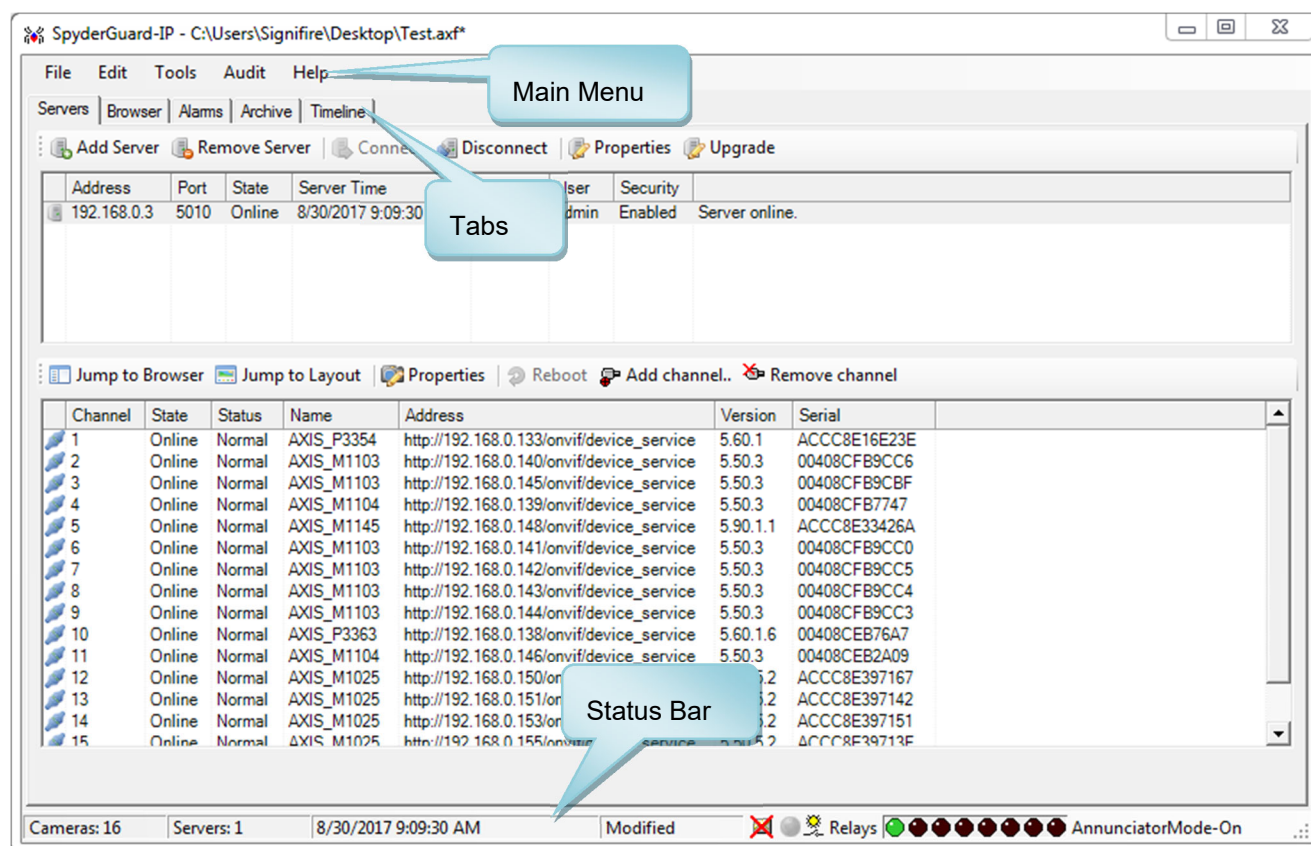 SpyderGuard-IP - C:\Users\Signifire\Desktop\Test.axf*
File Edit Tools Audit Help
Main Menu
Servers Browser Alarms Archive Timeline
Add Server Remove Server Disconnect Properties Upgrade
Tabs
Address Port State Server Time Security
192.168.0.3 5010 Online 8/30/2017 9:09:30 Enabled Server online.
Jump to Browser Jump to Layout Properties Reboot Add channel.. Remove channel
Channel State Status Name Address Version Serial
1 Online Normal AXIS_P3354 http://192.168.0.133/onvif/device_service 5.60.1 ACCC8E16E23E
2 Online Normal AXIS_M1103 http://192.168.0.140/onvif/device_service 5.50.3 00408CFB9CC6
3 Online Normal AXIS_M1103 http://192.168.0.145/onvif/device_service 5.50.3 00408CFB9CBF
4 Online Normal AXIS_M1104 http://192.168.0.139/onvif/device_service 5.50.3 00408CFB7747
5 Online Normal AXIS_M1145 http://192.168.0.148/onvif/device_service 5.90.1.1 ACCC8E33426A
6 Online Normal AXIS_M1103 http://192.168.0.141/onvif/device_service 5.50.3 00408CFB9CC0
7 Online Normal AXIS_M1103 http://192.168.0.142/onvif/device_service 5.50.3 00408CFB9CC5
8 Online Normal AXIS_M1103 http://192.168.0.143/onvif/device_service 5.50.3 00408CFB9CC4
9 Online Normal AXIS_M1103 http://192.168.0.144/onvif/device_service 5.50.3 00408CFB9CC3
10 Online Normal AXIS_P3363 http://192.168.0.138/onvif/device_service 5.60.1.6 00408CEB76A7
11 Online Normal AXIS_M1104 http://192.168.0.146/onvif/device_service 5.50.3 00408CEB2A09
12 Online Normal AXIS_M1025 ACCC8E397167
13 Online Normal AXIS_M1025 ACCC8E397142
14 Online Normal AXIS_M1025 ACCC8E397151
15 Online Normal AXIS_M1025
Status Bar
Cameras: 16 Servers: 1 8/30/2017 9:09:30 AM Modified Relays AnnunciatorMode-On